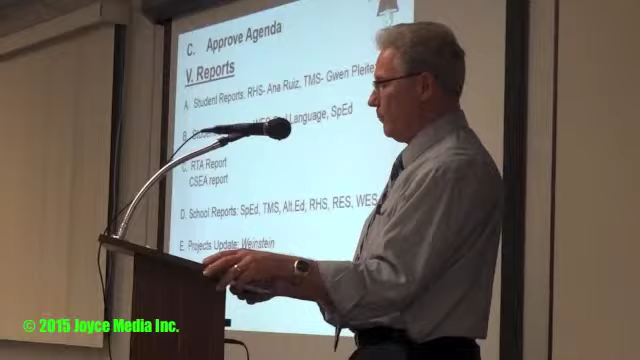 C. Approve Agenda
V. Reports
A. Student Reports: RHS- Ana Ruiz, TMS- Gwen
B. Language, SpEd
C. RTA Report
CSEA report
D. School Reports: SpEd, TMS, Alt.Ed, RHS, RES, WES
E. Projects Update: Weinstein
© 2015 Joyce Media Inc.